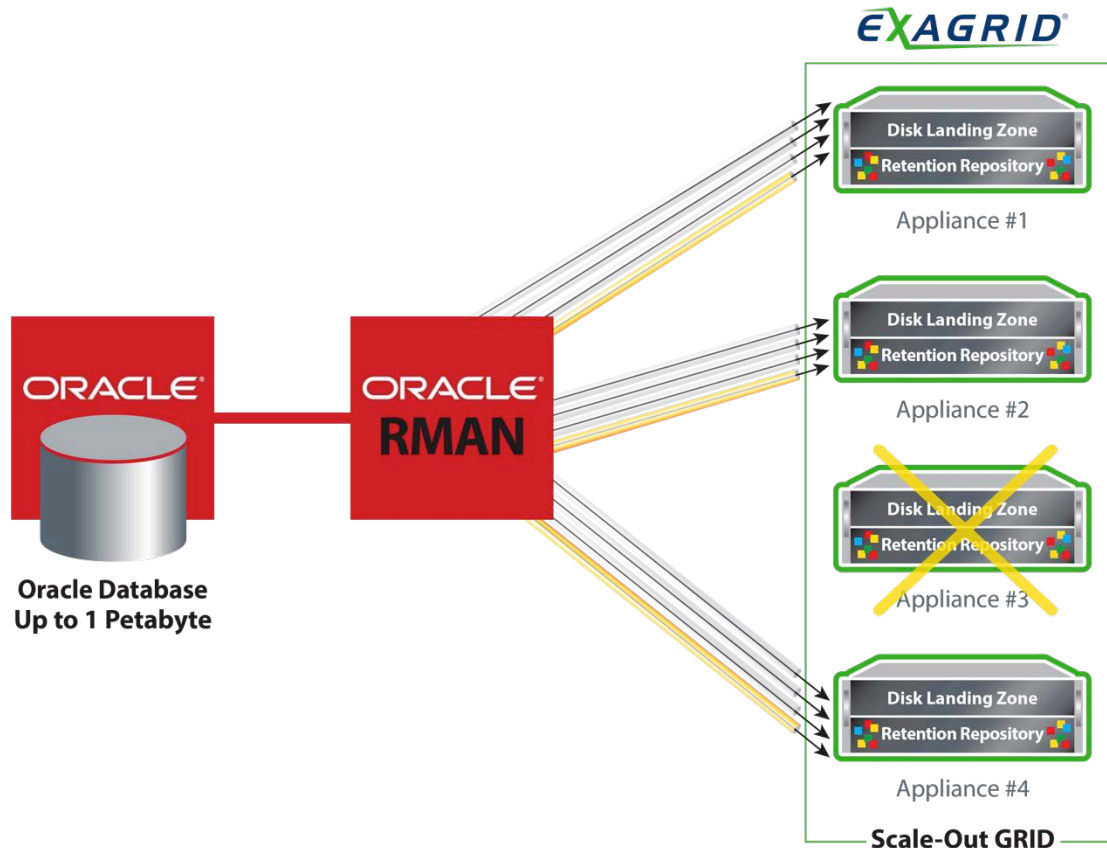 EXAGRID®
Disk Landing Zone
Retention Repository
Appliance #1
Disk Landing Zone
Retention Repository
Appliance #2
ORACLE®
ORACLE®
RMAN
Oracle Database
Up to 1 Petabyte
Disk Landing Zone
Retention Repository
Appliance #3
Disk Landing Zone
Retention Repository
Appliance #4
Scale-Out GRID